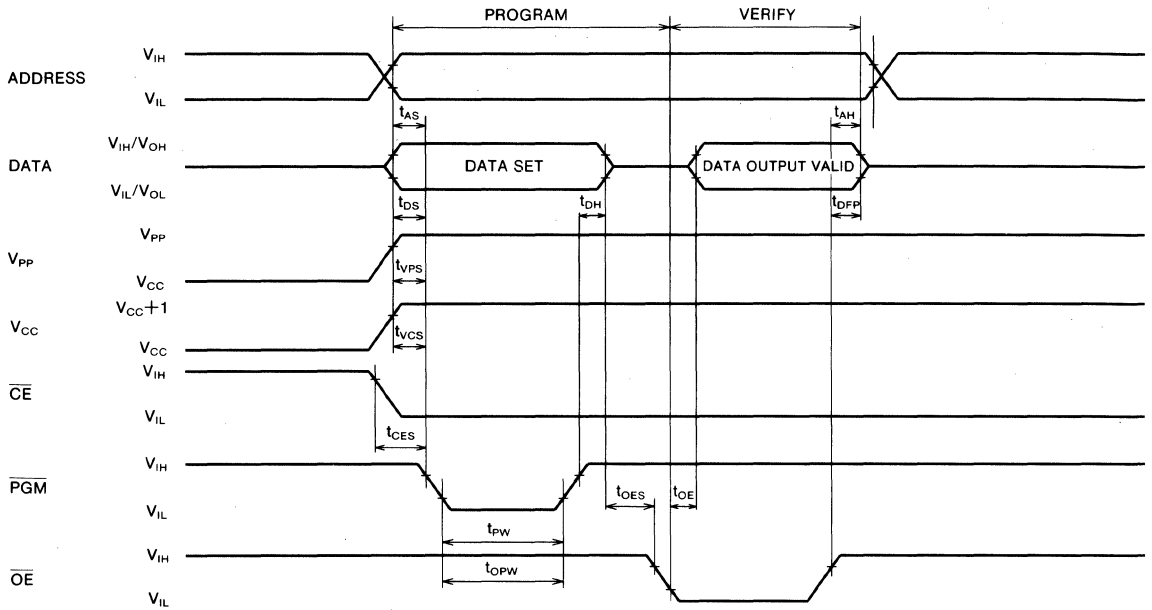 PROGRAM VERIFY
ADDRESS
VIH
VIL
tAS
tAH
DATA
VIH/VOH
VIL/VOL
DATA SET
DATA OUTPUT VALID
tDS
tDH
tDFP
VPP
VPP
VCC
tVPS
VCC
VCC+1
VCC
tVCS
CE
VIH
VIL
tCES
PGM
VIH
VIL
tOES
tOE
tPW
tOPW
OE
VIH
VIL